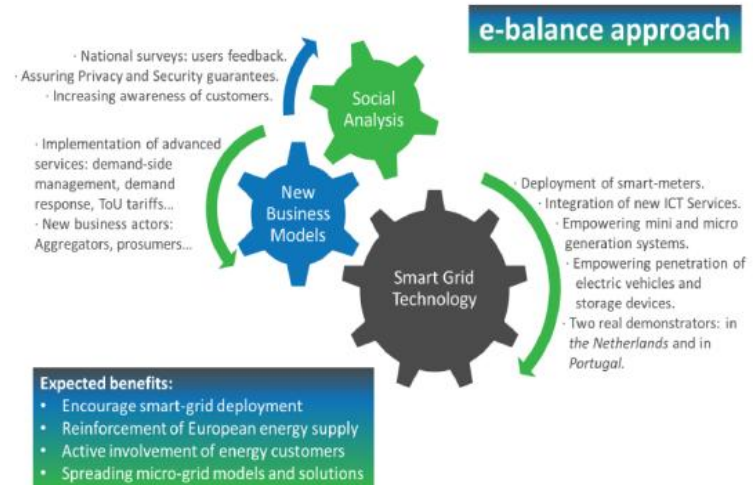 e-balance approach
· National surveys: users feedback.
· Assuring Privacy and Security guarantees.
· Increasing awareness of customers.
Social
Analysis
· Implementation of advanced
services: demand-side
management, demand
response, ToU tariffs...
· New business actors:
Aggregators, prosumers...
New
Business
Models
Smart Grid
Technology
· Deployment of smart-meters.
· Integration of new ICT Services.
· Empowering mini and micro
generation systems.
· Empowering penetration of
electric vehicles and
storage devices.
· Two real demonstrators: in
the Netherlands and in
Portugal.
Expected benefits:
• Encourage smart-grid deployment
• Reinforcement of European energy supply
• Active involvement of energy customers
• Spreading micro-grid models and solutions